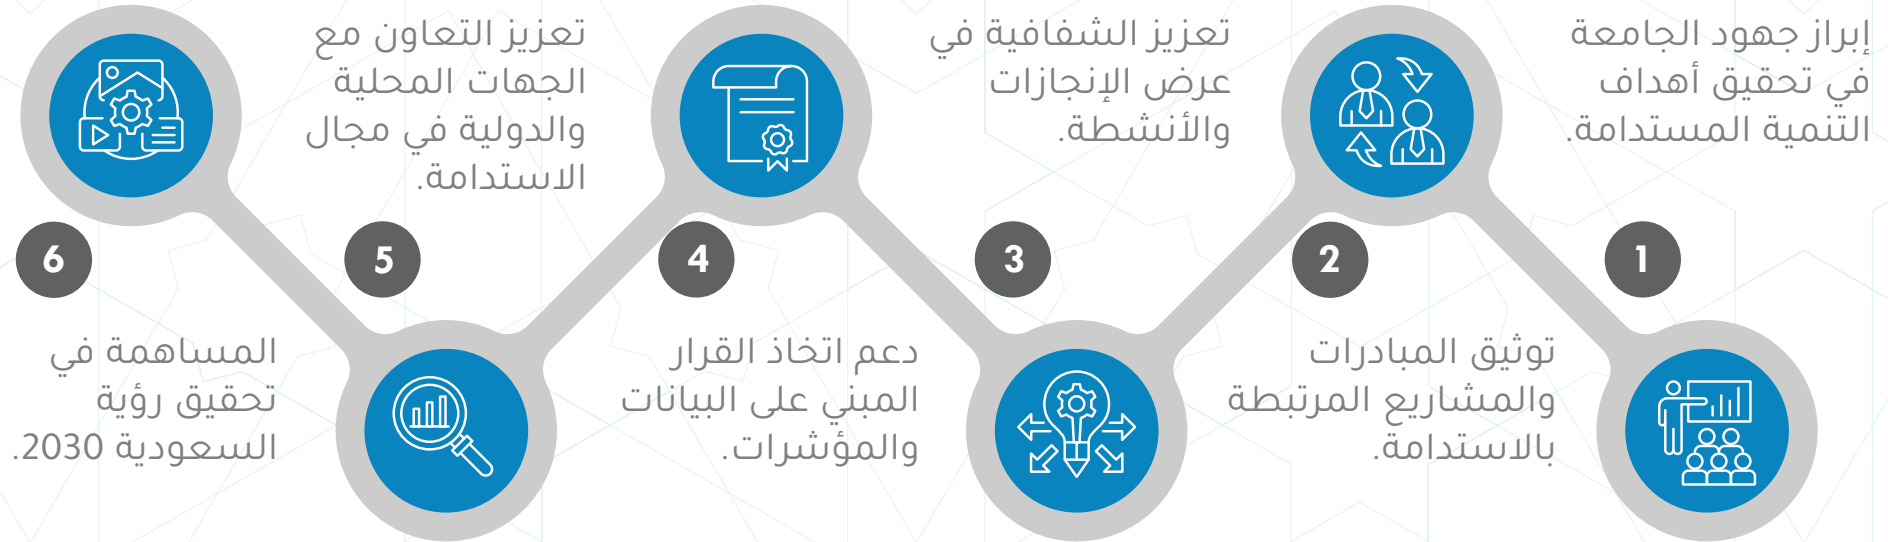 إبراز جهود الجامعة
في تحقيق أهداف
التنمية المستدامة.
1
توثيق المبادرات
والمشاريع المرتبطة
بالاستدامة.
2
تعزيز الشفافية في
عرض الإنجازات
والأنشطة.
3
دعم اتخاذ القرار
المبني على البيانات
والمؤشرات.
4
تعزيز التعاون مع
الجهات المحلية
والدولية في مجال
الاستدامة.
5
المساهمة في
تحقيق رؤية
السعودية 2030.
6